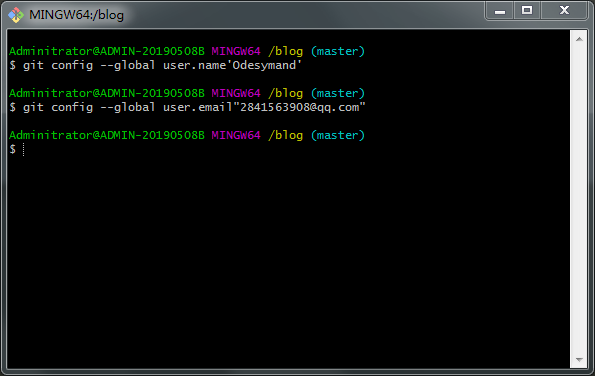 MINGW64:/blog
Adminitrator@ADMIN-20190508B MINGW64 /blog (master)
$ git config --global user.name'Odesymand'
Adminitrator@ADMIN-20190508B MINGW64 /blog (master)
$ git config --global user.email"2841563908@qq.com"
Adminitrator@ADMIN-20190508B MINGW64 /blog (master)
$